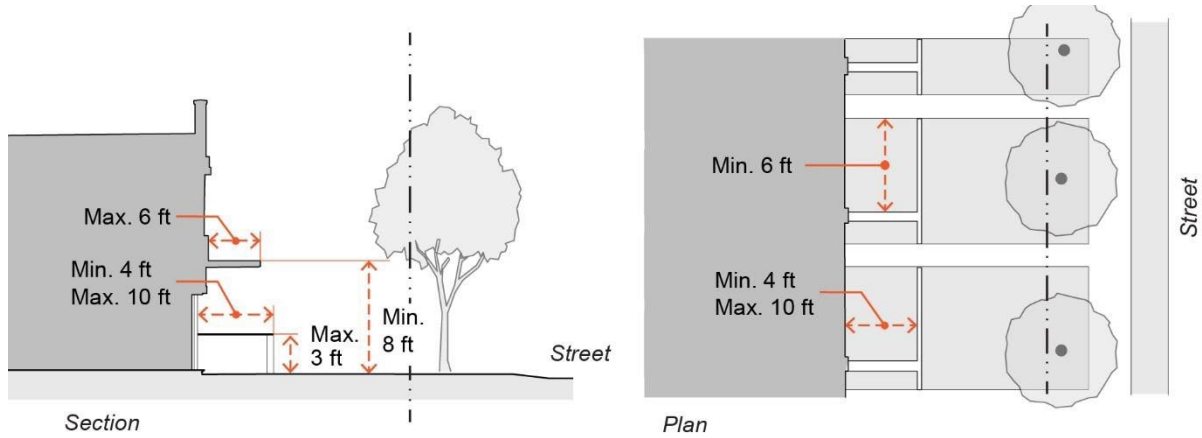 Max. 6 ft
Min. 4 ft
Max. 10 ft
Max.
3 ft
Min.
8 ft
Street
Section
Min. 6 ft
Min. 4 ft
Max. 10 ft
Street
Plan